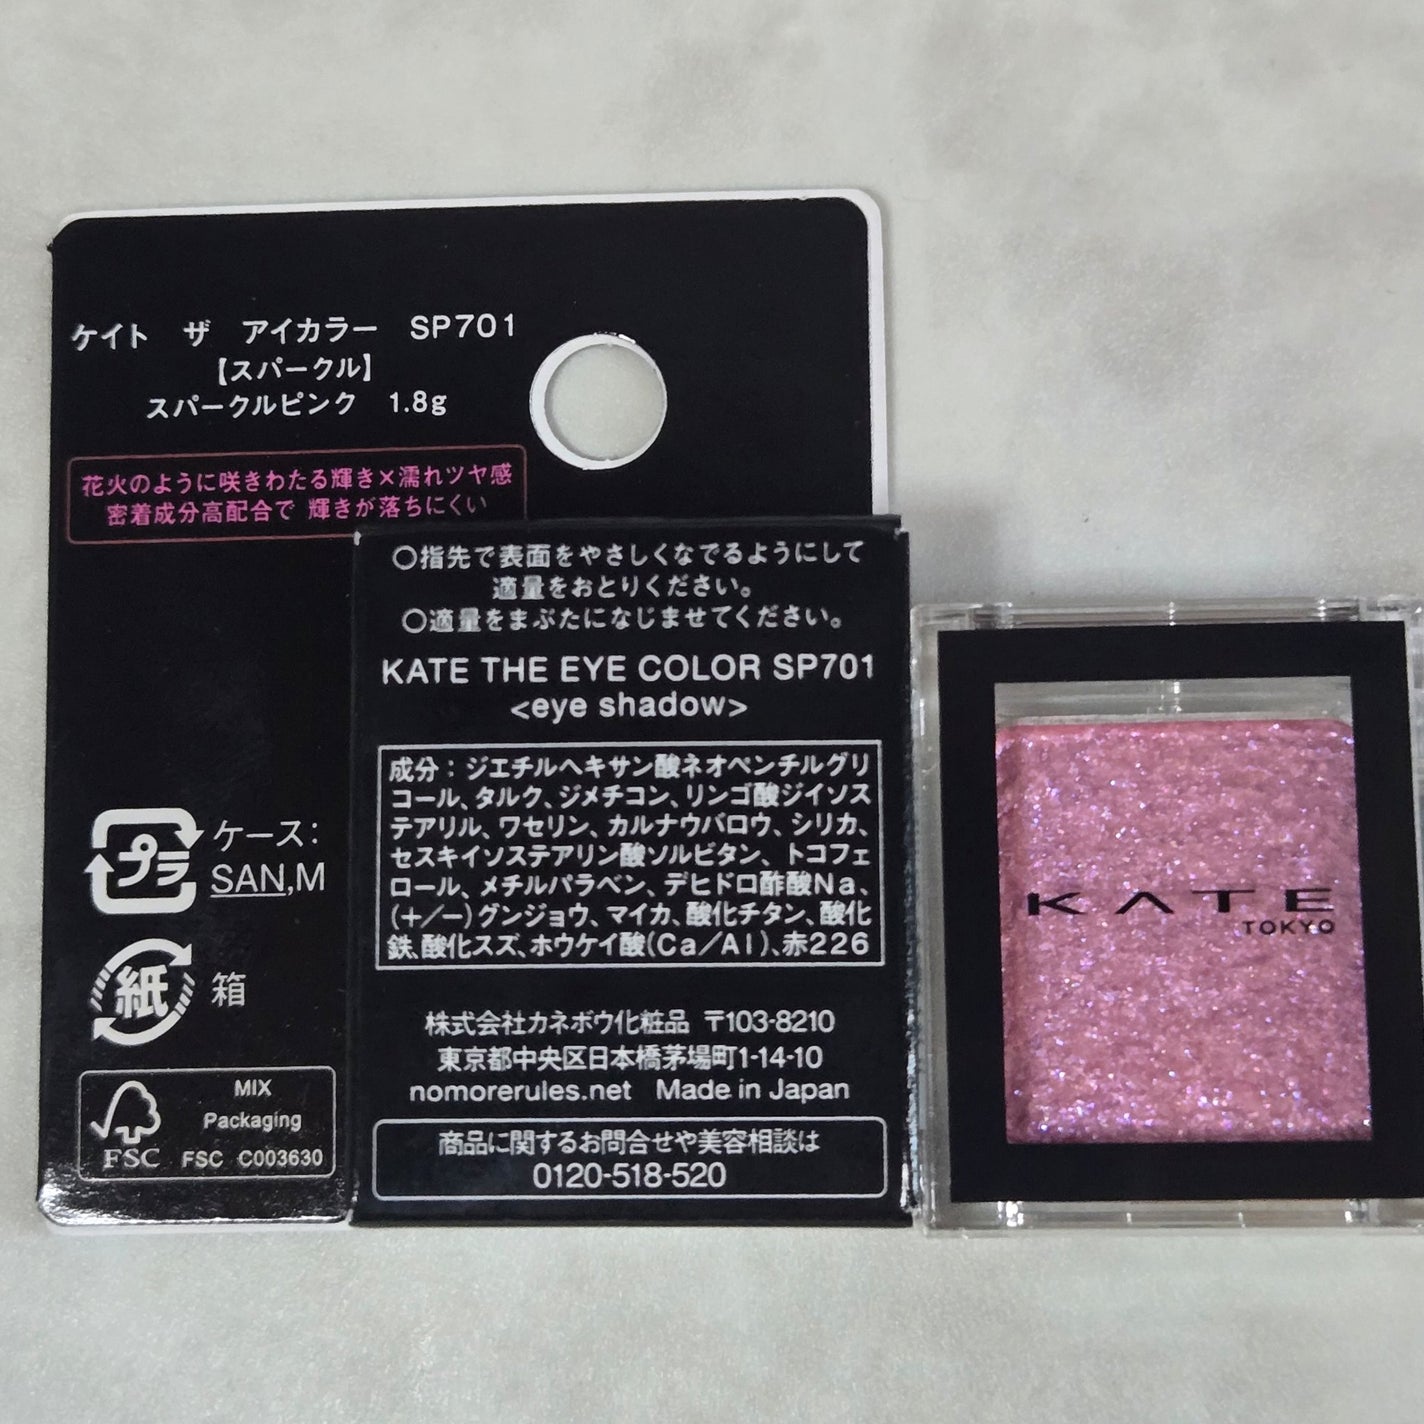 ケイト ザ アイカラー SP701
【スパークル】
スパークルピンク 1.8g
花火のように咲きわたる輝き×濡れツヤ感
密着成分高配合で 輝きが落ちにくい
プラ
ケース:
SAN,M
紙
箱
MIX
Packaging
FSC
FSC C003630
○指先で表面をやさしくなでるようにして
適量をおとりください。
○適量をまぶたになじませてください。
KATE THE EYE COLOR SP701
<eye shadow>
成分:ジエチルヘキサン酸ネオペンチルグリ
コール、タルク、ジメチコン、リンゴ酸ジイソス
テアリル、ワセリン、カルナウバロウ、シリカ、
セスキイソステアリン酸ソルビタン、トコフェ
ロール、メチルパラベン、デヒドロ酢酸Na、
(+/−)グンジョウ、マイカ、酸化チタン、酸化
鉄、酸化スズ、ホウケイ酸(Ca/Al)、赤226
株式会社カネボウ化粧品 〒103-8210
東京都中央区日本橋茅場町1-14-10
nomorerules.net Made in Japan
商品に関するお問合せや美容相談は
0120-518-520
KATE
TOKYO